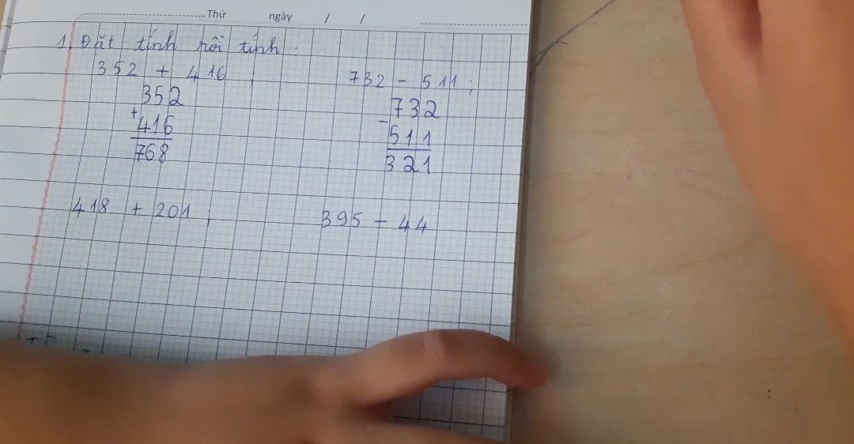 Thứ ngày / /
1. Đặt tính rồi tính:
352 + 416 ; 732 - 511 ;
352 732
+ -
416 511
768 321
418 + 201 ; 395 - 44